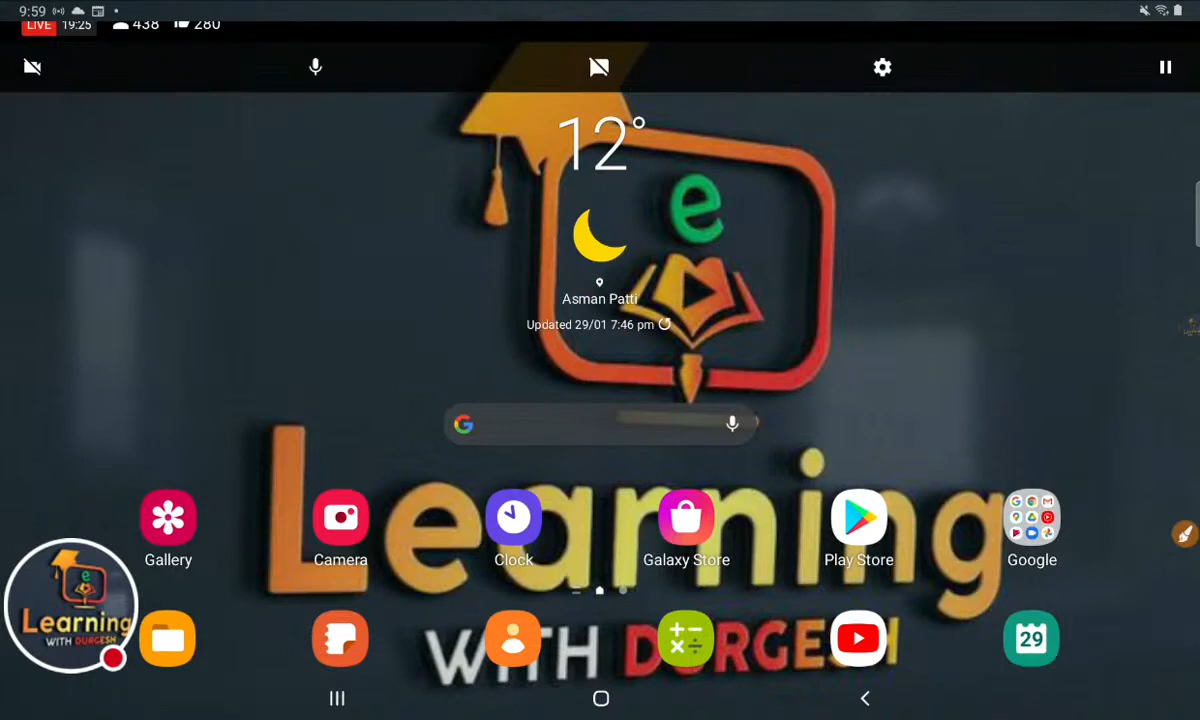 9:59
LIVE 19:25 438 280
12°
e
Asman Patti
Updated 29/01 7:46 pm
Learning
WITH DURGESH
Gallery
Camera
Clock
Galaxy Store
Play Store
Google
29
e
Learning
WITH DURGESH